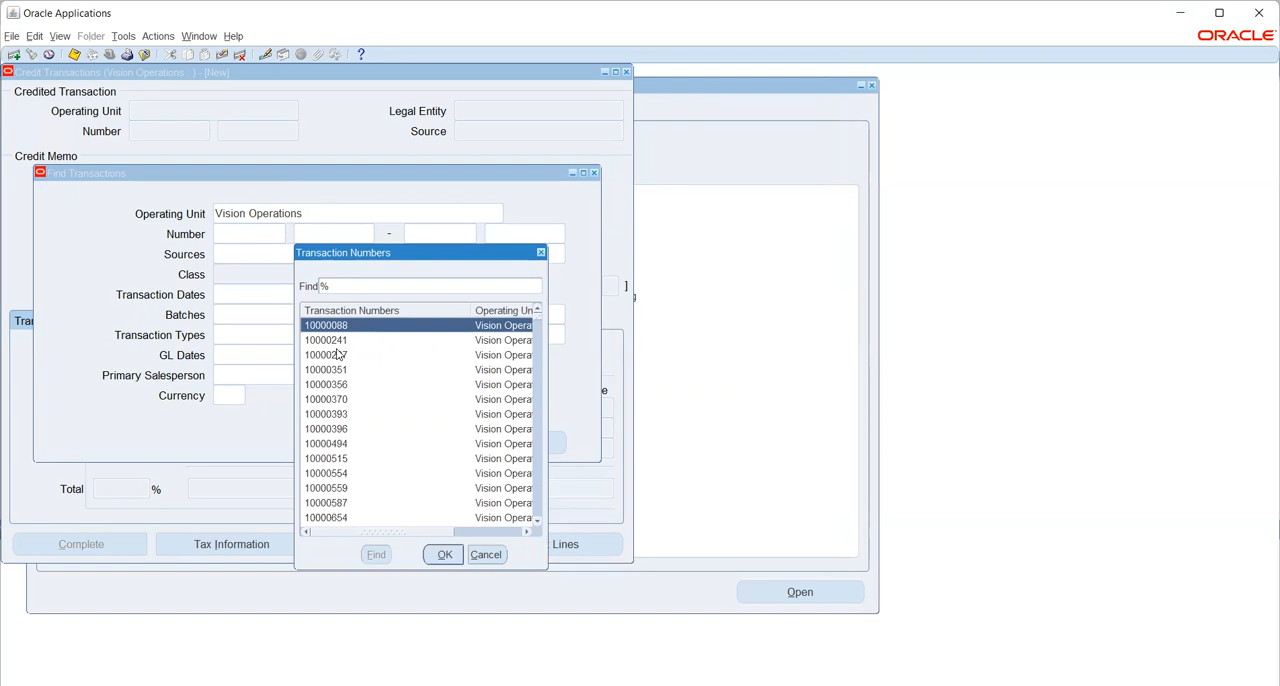 Oracle Applications
File Edit View Folder Tools Actions Window Help
ORACLE
Credit Transactions (Vision Operations ) - [New]
Credited Transaction
Operating Unit Legal Entity
Number Source
Credit Memo
Find Transactions
Operating Unit Vision Operations
Number -
Sources
Class
Transaction Dates
Batches
Transaction Types
GL Dates
Primary Salesperson
Currency
]
Total %
Complete Tax Information Lines
Open
Transaction Numbers
Find %
Transaction Numbers Operating Un
10000088 Vision Opera
10000241 Vision Opera
Vision Opera
10000351 Vision Opera
10000356 Vision Opera
10000370 Vision Opera
10000393 Vision Opera
10000396 Vision Opera
10000494 Vision Opera
10000515 Vision Opera
10000554 Vision Opera
10000559 Vision Opera
10000587 Vision Opera
10000654 Vision Opera
Find OK Cancel